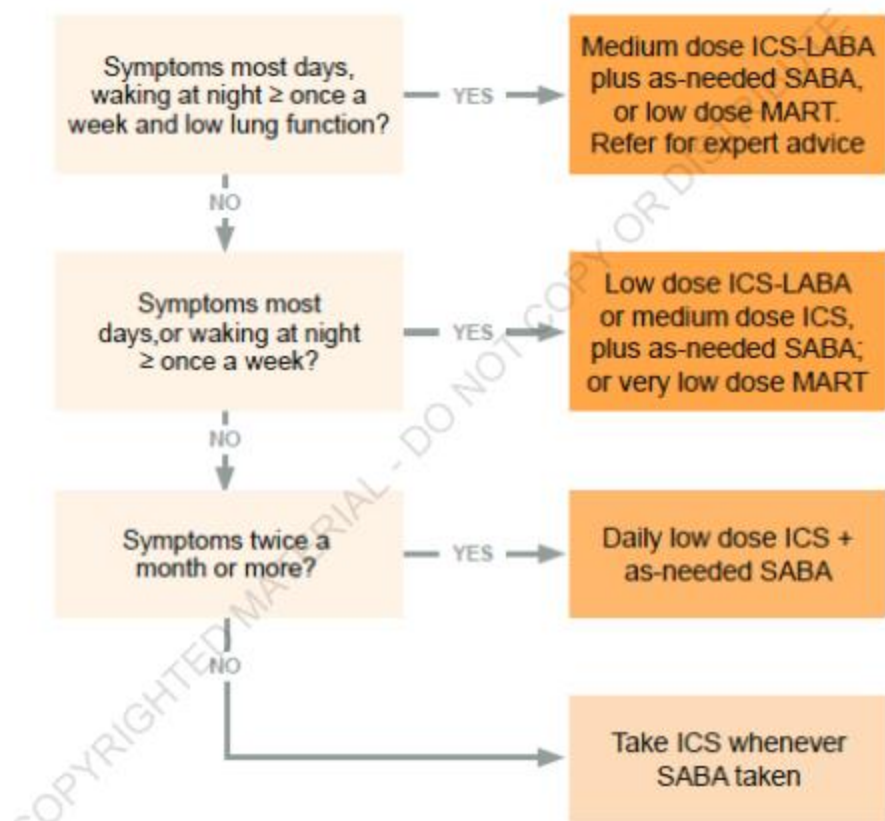 Symptoms most days,
waking at night ≥ once a
week and low lung function?
YES
Medium dose ICS-LABA
plus as-needed SABA,
or low dose MART.
Refer for expert advice
NO
Symptoms most
days,or waking at night
≥ once a week?
YES
Low dose ICS-LABA
or medium dose ICS,
plus as-needed SABA;
or very low dose MART
NO
Symptoms twice a
month or more?
YES
Daily low dose ICS +
as-needed SABA
NO
Take ICS whenever
SABA taken
COPYRIGHTED MATERIAL - DO NOT COPY OR DISTRIBUTE